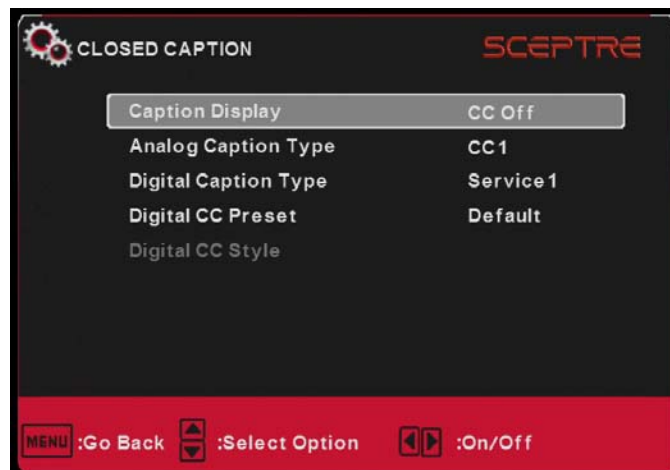 CLOSED CAPTION SCEPTRE
Caption Display CC Off
Analog Caption Type CC1
Digital Caption Type Service1
Digital CC Preset Default
Digital CC Style
MENU :Go Back :Select Option :On/Off